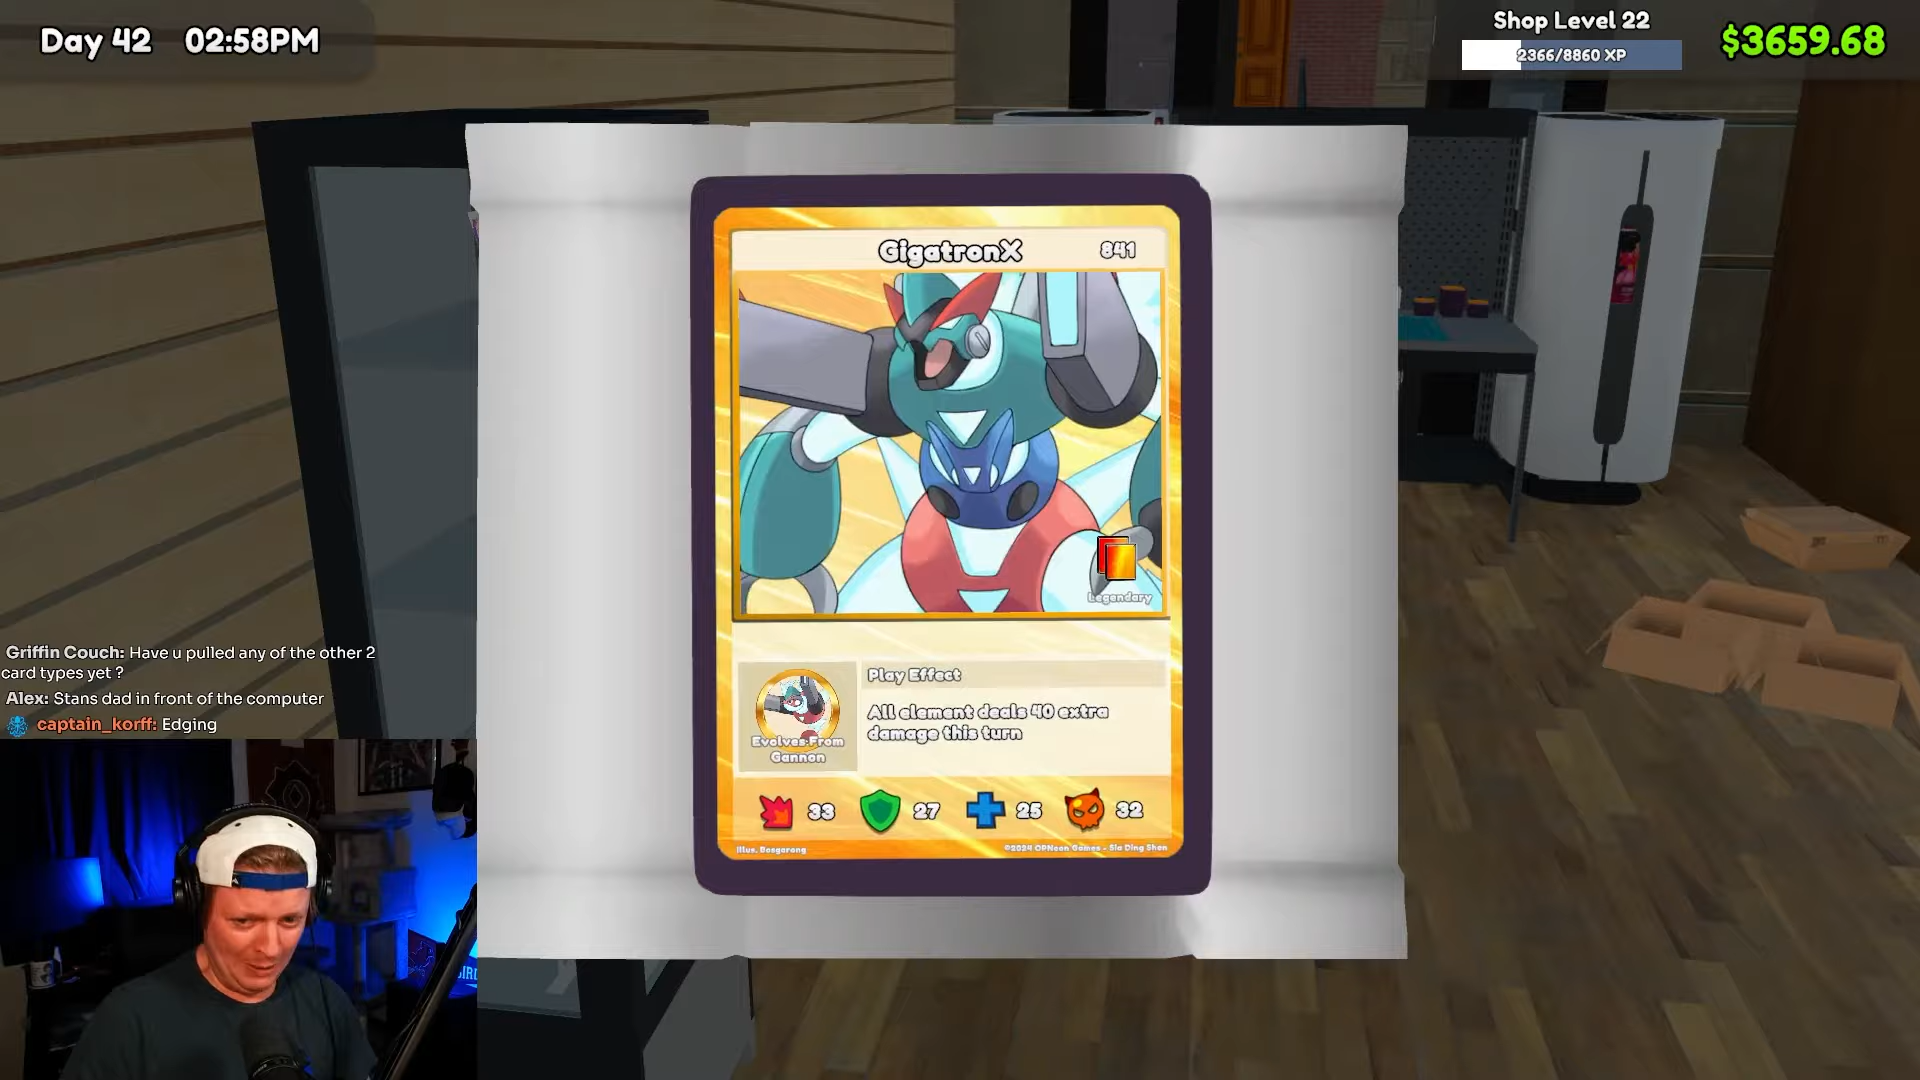 Day 42 02:58PM
Shop Level 22
2366/8860 XP
$3659.68
GigatronX 841
Legendary
Play Effect
All element deals 40 extra
damage this turn
Evolves From
Gannon
33 27 25 32
Illus. Basgarong
©2024 OPNeon Games - Sia Ding Shen
Griffin Couch: Have u pulled any of the other 2
card types yet ?
Alex: Stans dad in front of the computer
captain_korff: Edging